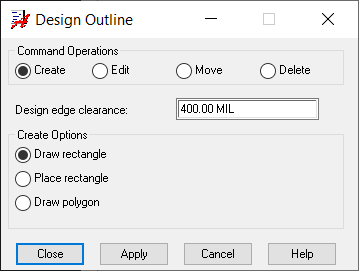 Design Outline
Command Operations
Create Edit Move Delete
Design edge clearance: 400.00 MIL
Create Options
Draw rectangle
Place rectangle
Draw polygon
Close Apply Cancel Help